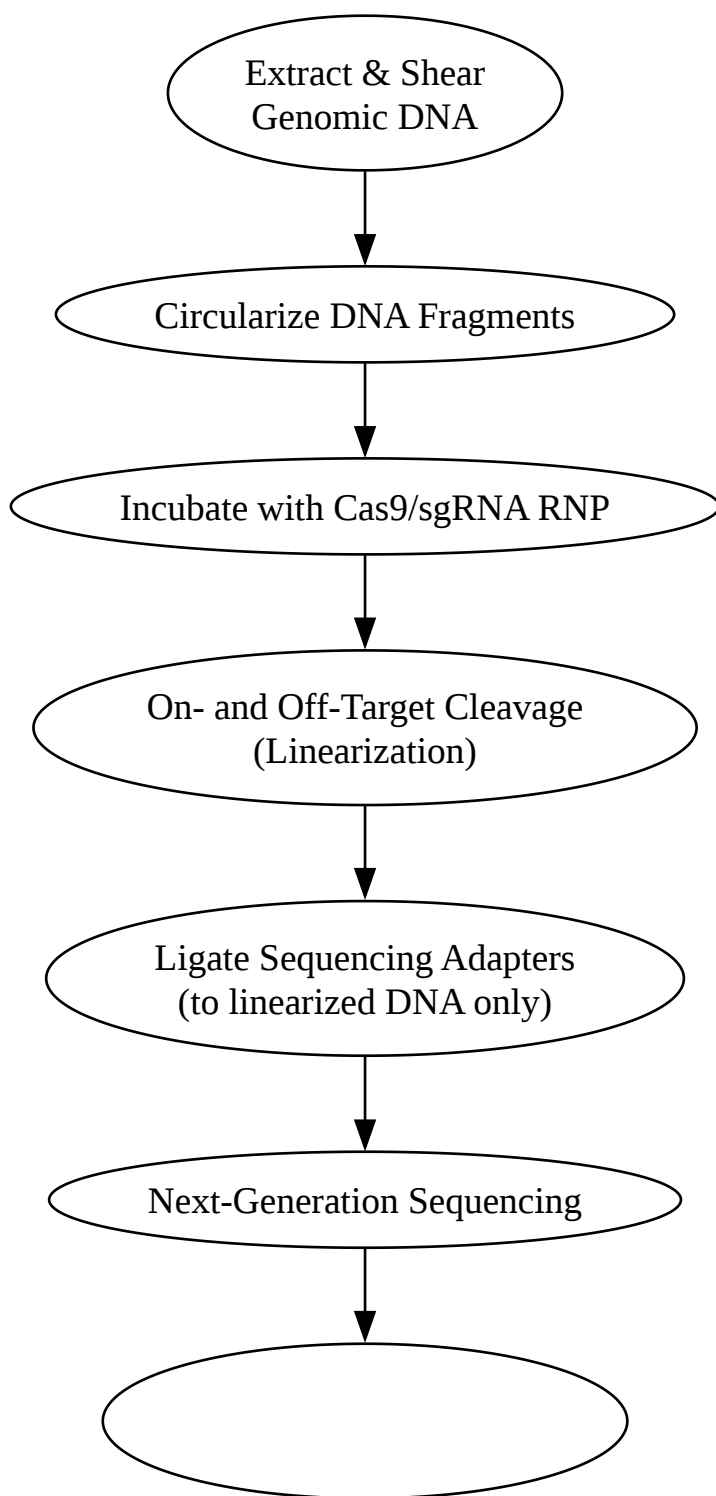 Extract & Shear
Genomic DNA
Circularize DNA Fragments
Incubate with Cas9/sgRNA RNP
On- and Off-Target Cleavage
(Linearization)
Ligate Sequencing Adapters
(to linearized DNA only)
Next-Generation Sequencing